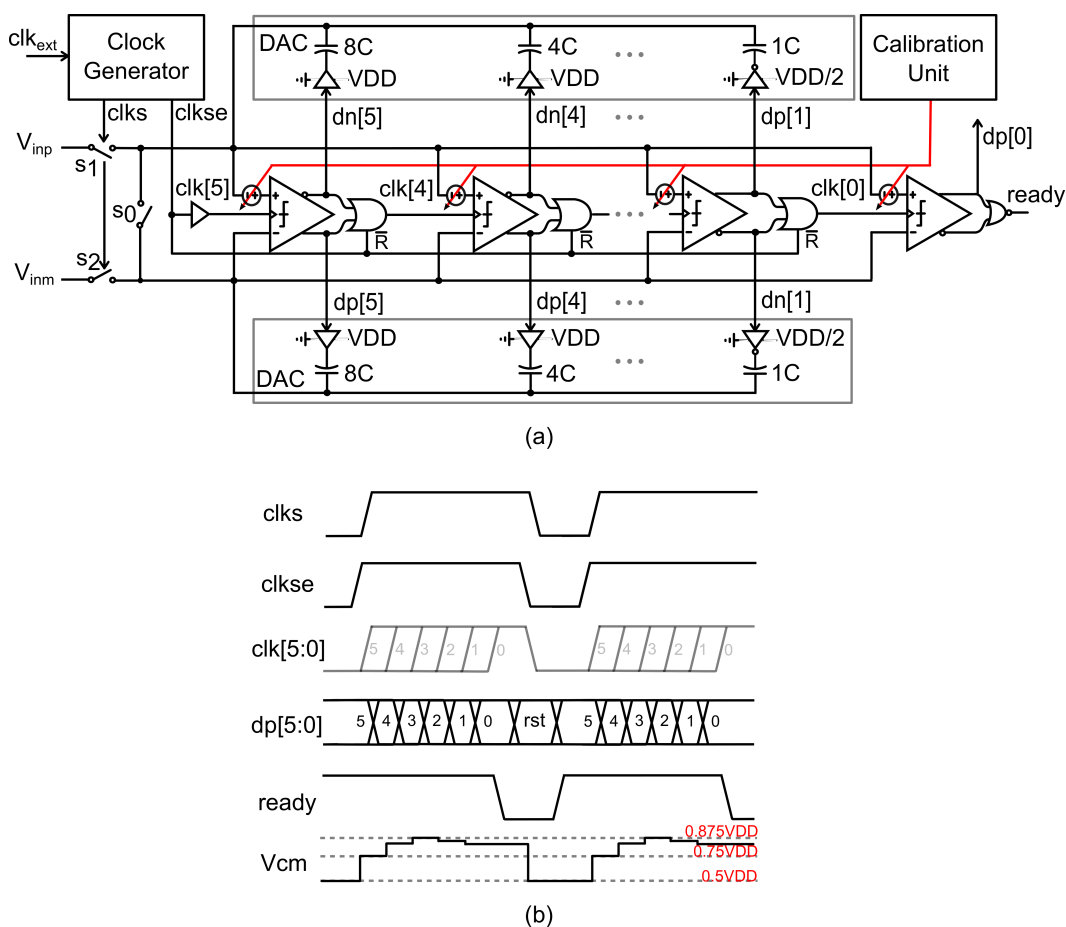 clkext
Clock
Generator
DAC
8C
VDD
4C
VDD
1C
VDD/2
Calibration
Unit
clks
clkse
dn[5]
dn[4]
dp[1]
dp[0]
Vinp
s1
s0
s2
Vinm
clk[5]
clk[4]
clk[0]
ready
+
−
+
−
+
−
+
−
R
R
R
dp[5]
dp[4]
dn[1]
VDD
VDD
VDD/2
DAC
8C
4C
1C
(a)
clks
clkse
clk[5:0]
5 4 3 2 1 0
5 4 3 2 1 0
dp[5:0]
5 4 3 2 1 0 rst 5 4 3 2 1 0
ready
Vcm
0.875VDD
0.75VDD
0.5VDD
(b)